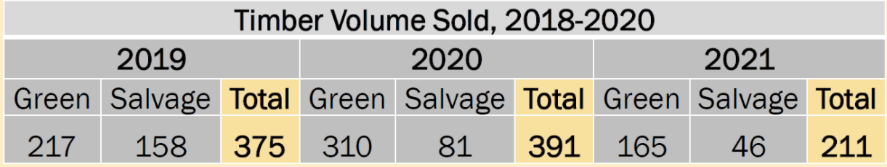 Timber Volume Sold, 2018-2020
2019 2020 2021
Green Salvage Total Green Salvage Total Green Salvage Total
217 158 375 310 81 391 165 46 211